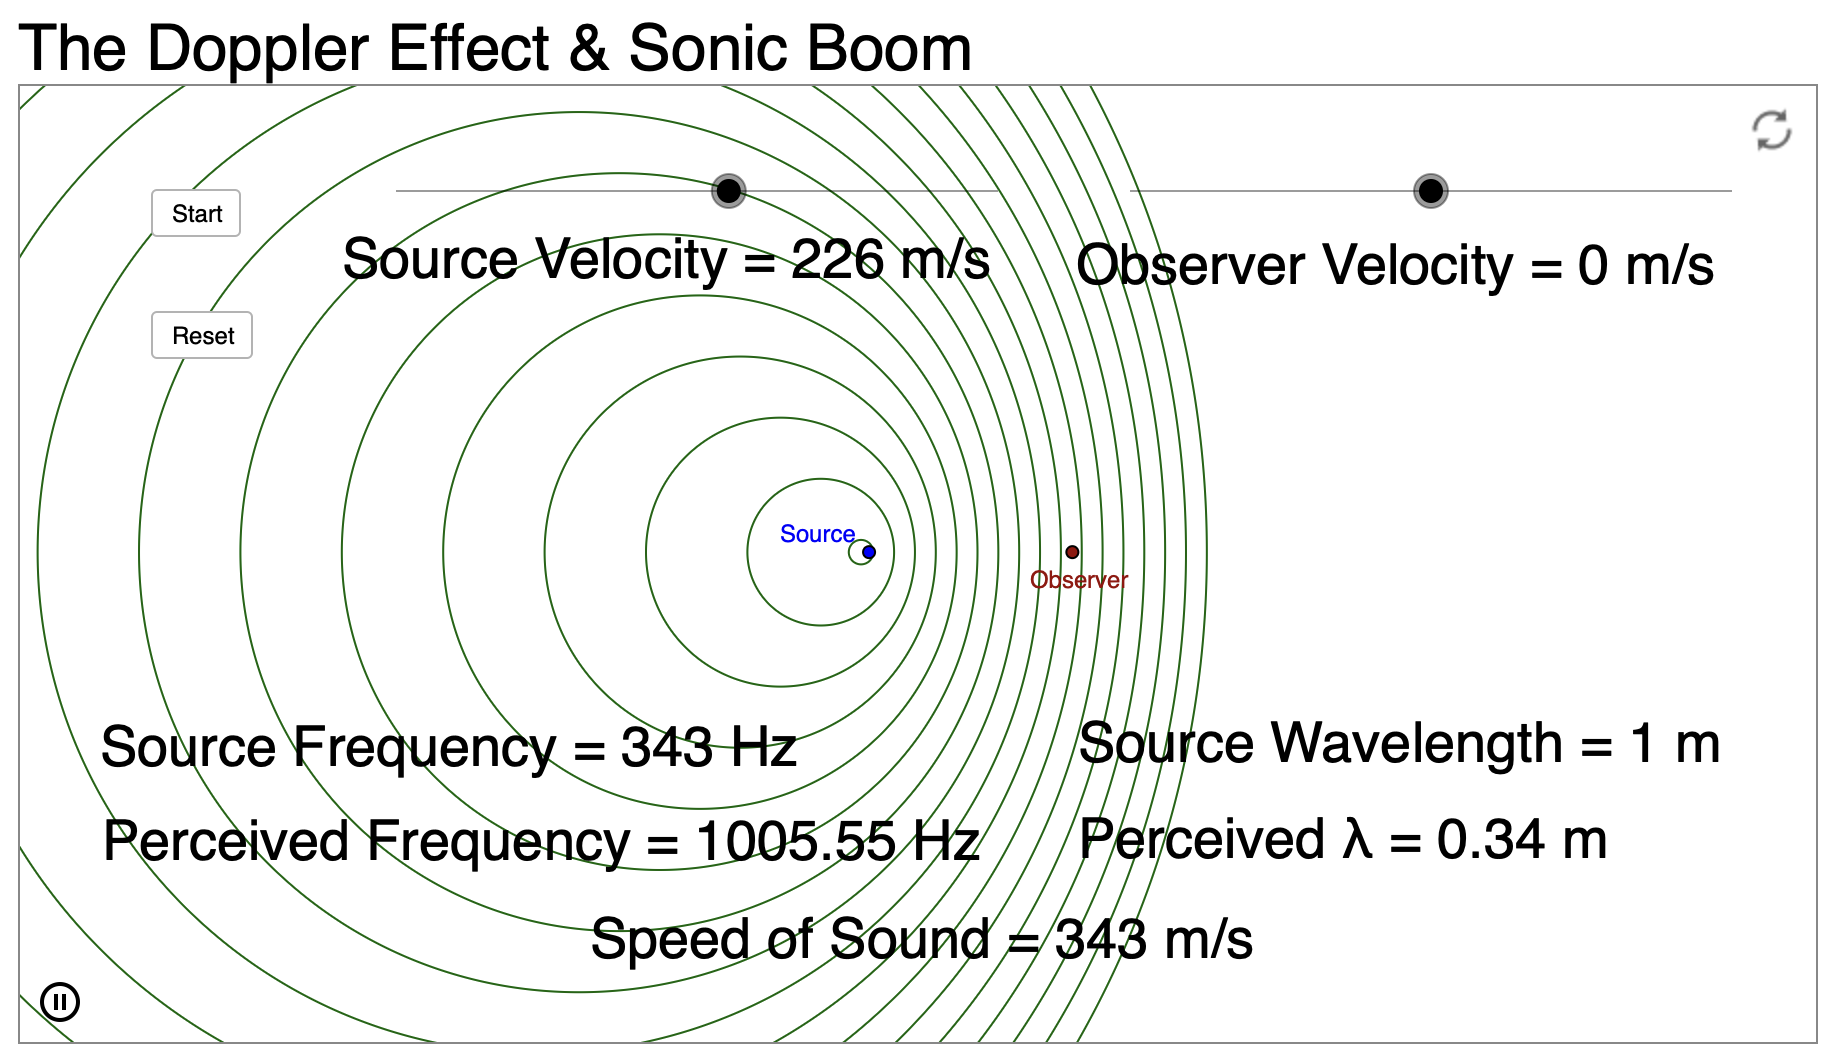 The Doppler Effect & Sonic Boom
Start
Source Velocity = 226 m/s
Observer Velocity = 0 m/s
Reset
Source
Observer
Source Frequency = 343 Hz
Source Wavelength = 1 m
Perceived Frequency = 1005.55 Hz
Perceived λ = 0.34 m
Speed of Sound = 343 m/s